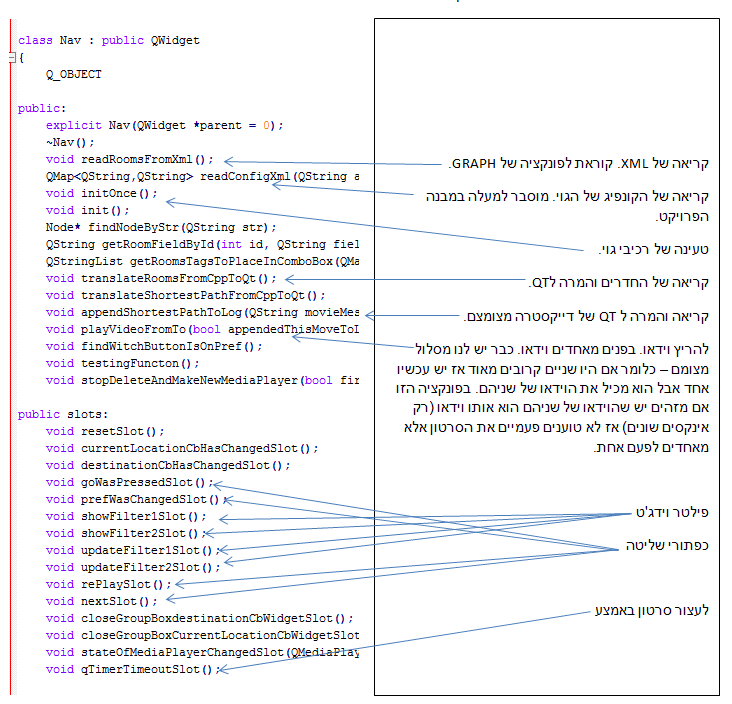 class Nav : public QWidget
{
Q_OBJECT
public:
explicit Nav(QWidget *parent = 0);
~Nav();
void readRoomsFromXml();
QMap<QString,QString> readConfigXml(QString a
void initOnce();
void init();
Node* findNodeByStr(QString str);
QString getRoomFieldById(int id, QString fiel
QStringList getRoomsTagsToPlaceInComboBox(QMa
void translateRoomsFromCppToQt();
void translateShortestPathFromCppToQt();
void appendShortestPathToLog(QString movieMes
void playVideoFromTo(bool appendedThisMoveToL
void findWitchButtonIsOnPref();
void testingFuncton();
void stopDeleteAndMakeNewMediaPlayer(bool fir
public slots:
void resetSlot();
void currentLocationCbHasChangedSlot();
void destinationCbHasChangedSlot();
void goWasPressedSlot();
void prefWasChangedSlot()
void showFilter1Slot();
void showFilter2Slot();
void updateFilter1Slot();
void updateFilter2Slot();
void rePlaySlot();
void nextSlot();
void closeGroupBoxdestinationCbWidgetSlot();
void closeGroupBoxCurrentLocationCbWidgetSlot
void stateOfMediaPlayerChangedSlot(QMediaPlay
void qTimerTimeoutSlot();
קריאה של XML. קוראת לפונקציה של GRAPH.
קריאה של הקונפיג של הגוי. מוסבר למעלה במבנה
הפרויקט.
טעינה של רכיבי גוי.
קריאה של החדרים והמרה לQT.
קריאה והמרה ל QT של דייקסטרה מצומצם.
להריץ וידאו. בפנים מאחדים וידאו. כבר יש לנו מסלול
מצומם – כלומר אם היו שניים קרובים מאוד אז יש עכשיו
אחד אבל הוא מכיל את הוידאו של שניהם. בפונקציה הזו
אם מזהים יש שהוידאו של שניהם הוא אותו וידאו (רק
אינקסים שונים) אז לא טוענים פעמיים את הסרטון אלא
מאחדים לפעם אחת.
פילטר וידג'ט
כפתורי שליטה
לעצור סרטון באמצע